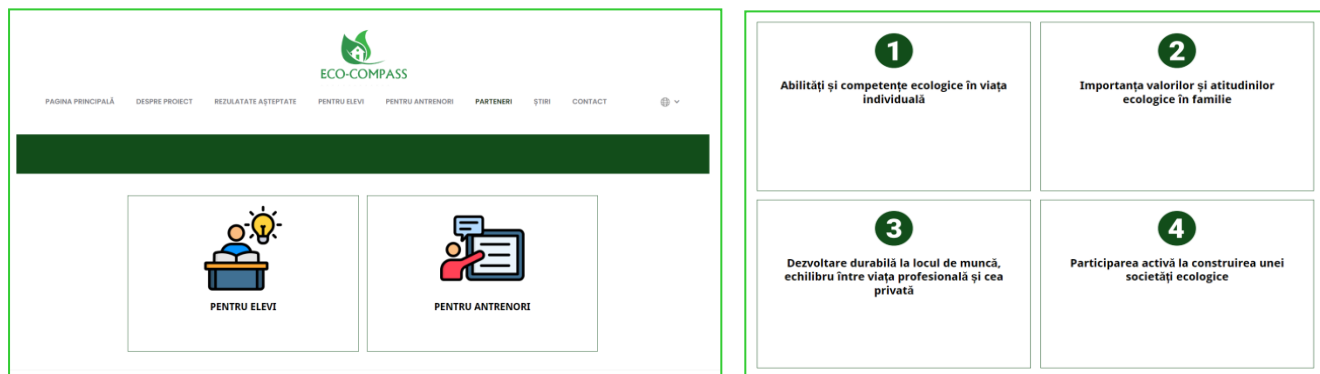 ECO-COMPASS
PAGINA PRINCIPALĂ DESPRE PROIECT REZULATATE AȘTEPTATE PENTRU ELEVI PENTRU ANTRENORI PARTENERI ȘTIRI CONTACT
PENTRU ELEVI
PENTRU ANTRENORI
1
Abilități și competențe ecologice în viața
individuală
2
Importanța valorilor și atitudinilor
ecologice în familie
3
Dezvoltare durabilă la locul de muncă,
echilibru între viața profesională și cea
privată
4
Participarea activă la construirea unei
societăți ecologice